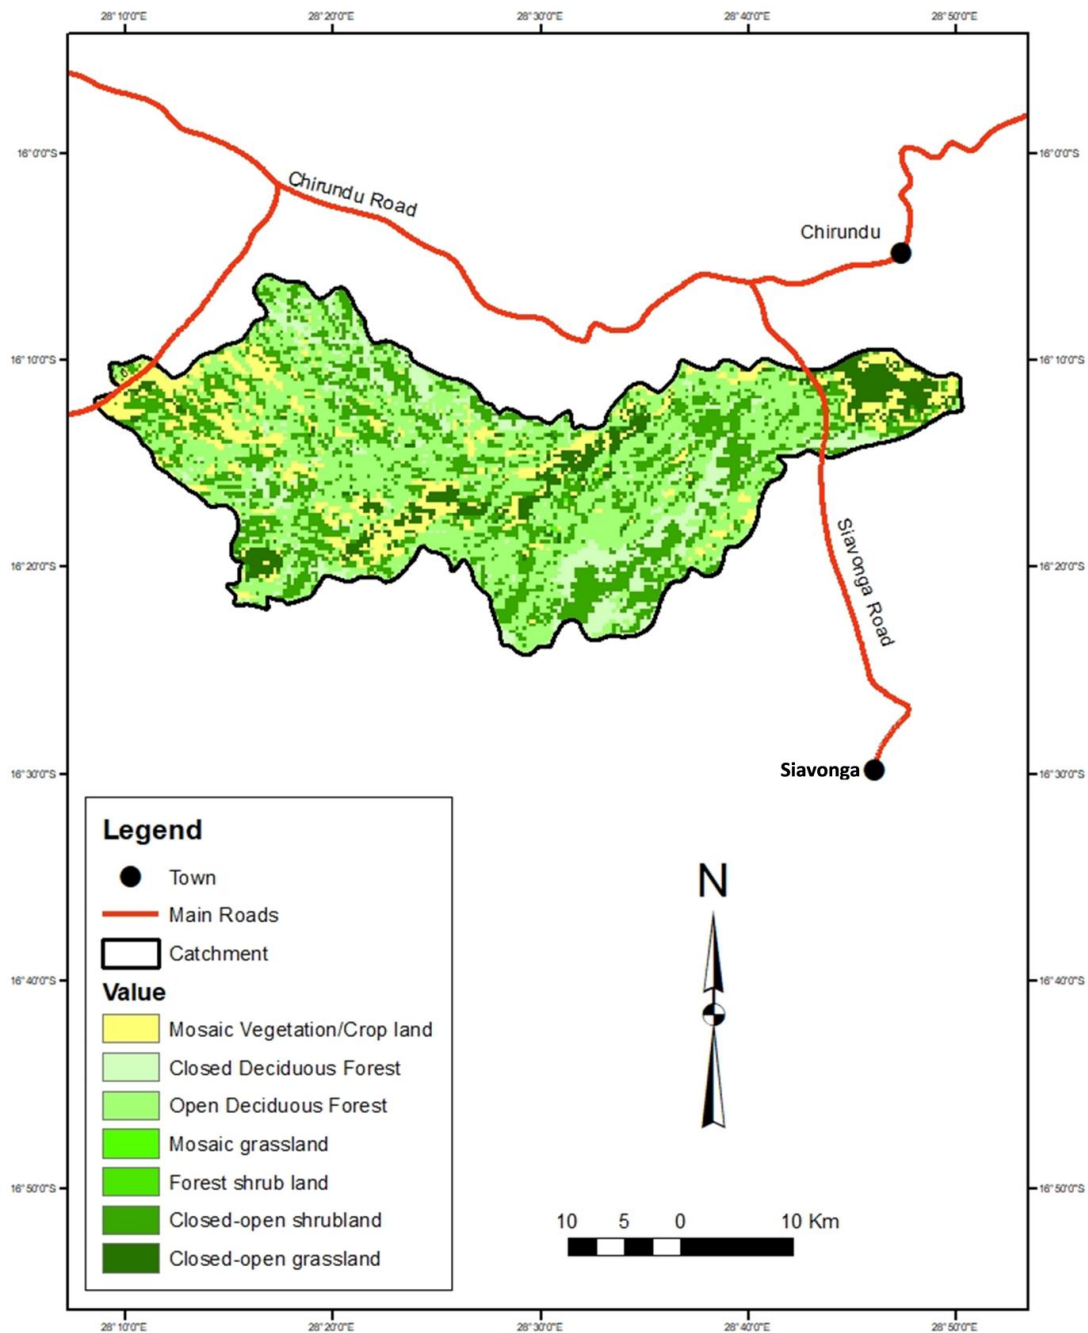 28°10'0"E 28°20'0"E 28°30'0"E 28°40'0"E 28°50'0"E
16°0'0"S 16°0'0"S
Chirundu Road
Chirundu
16°10'0"S 16°10'0"S
Siavonga Road
16°20'0"S 16°20'0"S
Siavonga
16°30'0"S 16°30'0"S
Legend
Town
Main Roads
Catchment
Value
Mosaic Vegetation/Crop land
Closed Deciduous Forest
Open Deciduous Forest
Mosaic grassland
Forest shrub land
Closed-open shrubland
Closed-open grassland
N
16°40'0"S 16°40'0"S
16°50'0"S 16°50'0"S
10 5 0 10 Km
28°10'0"E 28°20'0"E 28°30'0"E 28°40'0"E 28°50'0"E